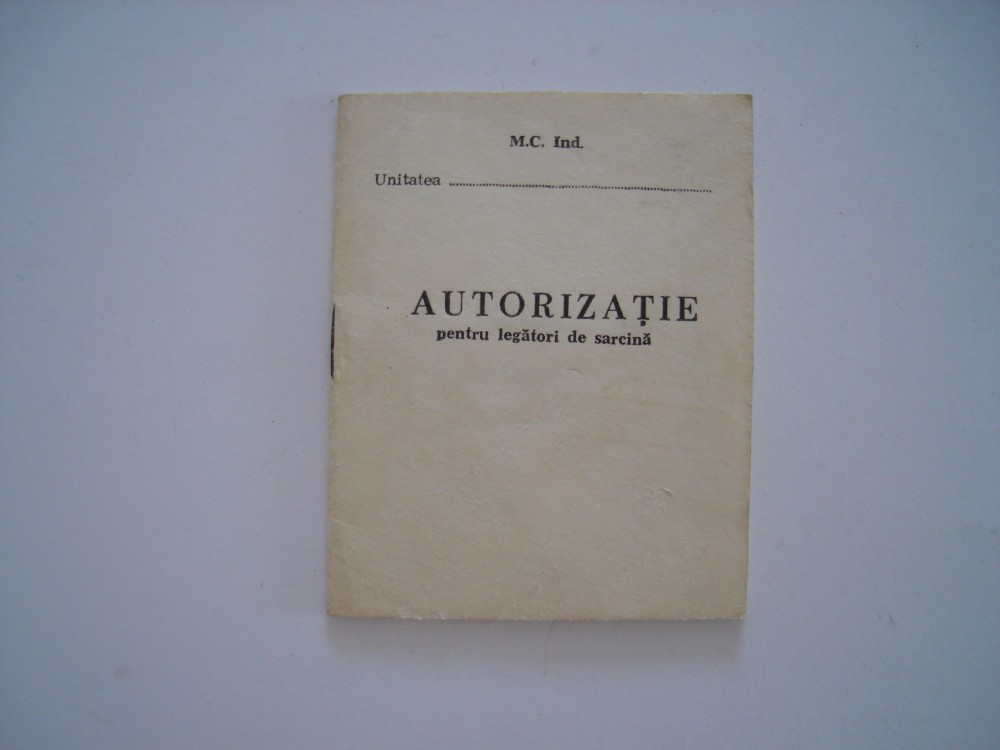 M.C. Ind.
Unitatea ........................................
AUTORIZAȚIE
pentru legători de sarcină